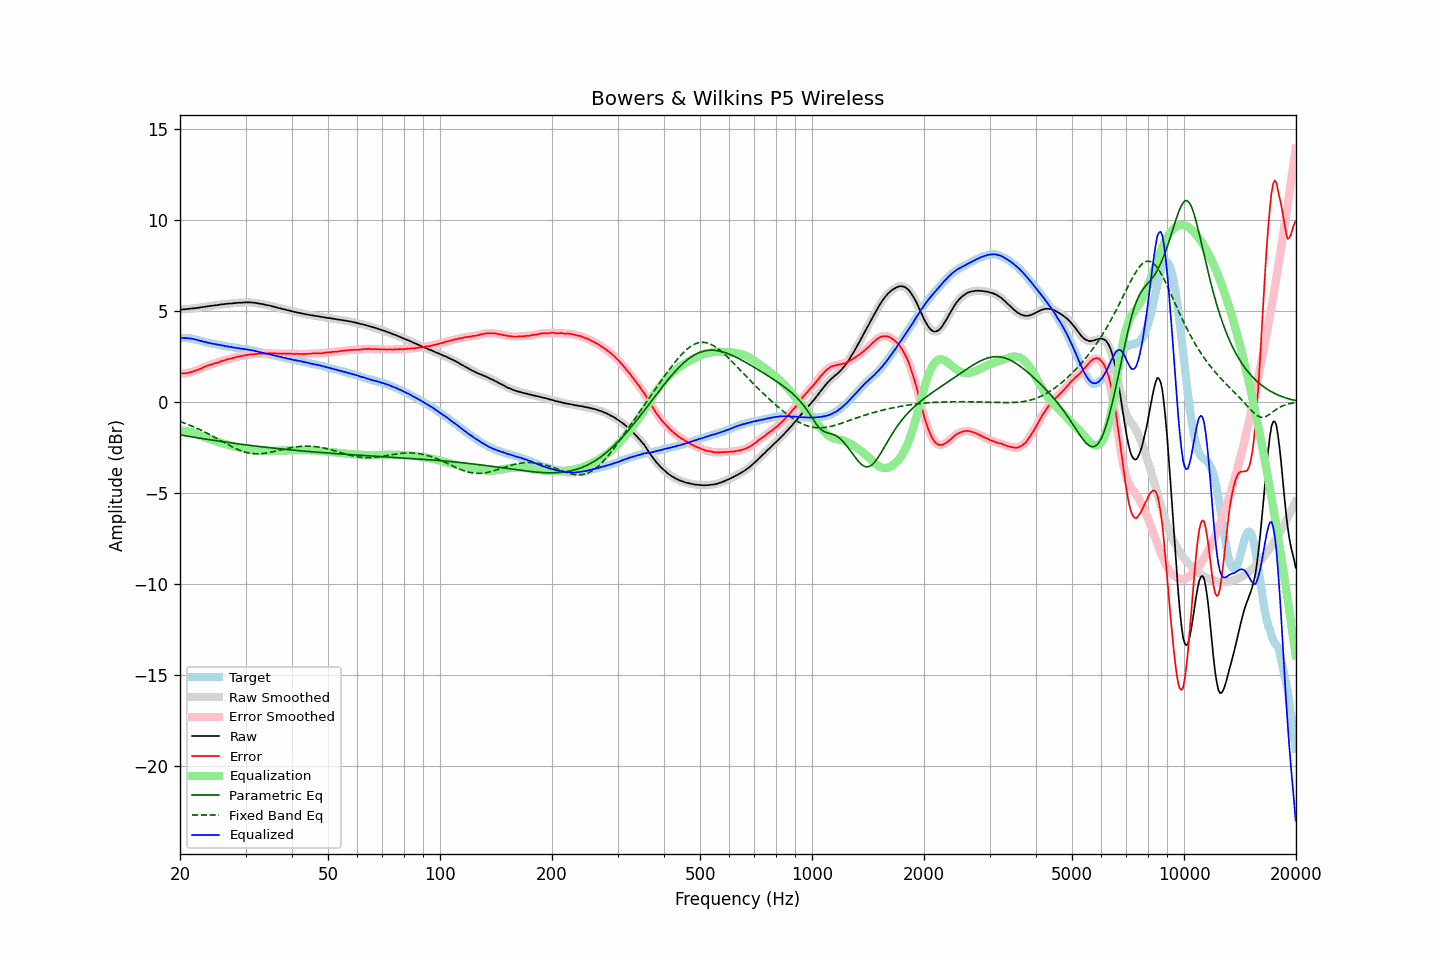 Bowers & Wilkins P5 Wireless
15
10
5
0
−5
−10
−15
−20
Amplitude (dBr)
Target
Raw Smoothed
Error Smoothed
Raw
Error
Equalization
Parametric Eq
Fixed Band Eq
Equalized
20 50 100 200 500 1000 2000 5000 10000 20000
Frequency (Hz)